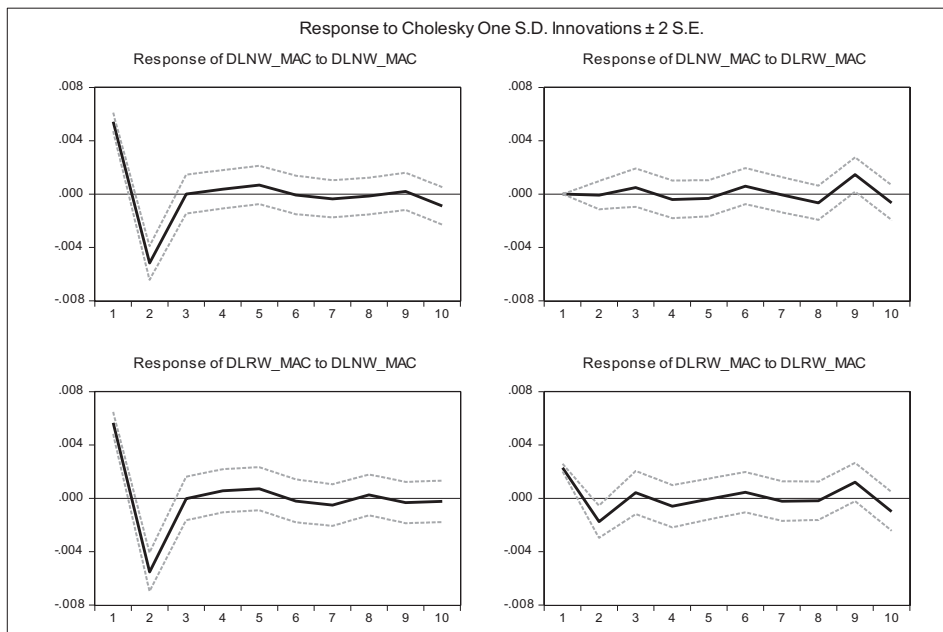 Response to Cholesky One S.D. Innovations ± 2 S.E.
Response of DLNW_MAC to DLNW_MAC
.008
.004
.000
-.004
-.008
1 2 3 4 5 6 7 8 9 10
Response of DLNW_MAC to DLRW_MAC
.008
.004
.000
-.004
-.008
1 2 3 4 5 6 7 8 9 10
Response of DLRW_MAC to DLNW_MAC
.008
.004
.000
-.004
-.008
1 2 3 4 5 6 7 8 9 10
Response of DLRW_MAC to DLRW_MAC
.008
.004
.000
-.004
-.008
1 2 3 4 5 6 7 8 9 10